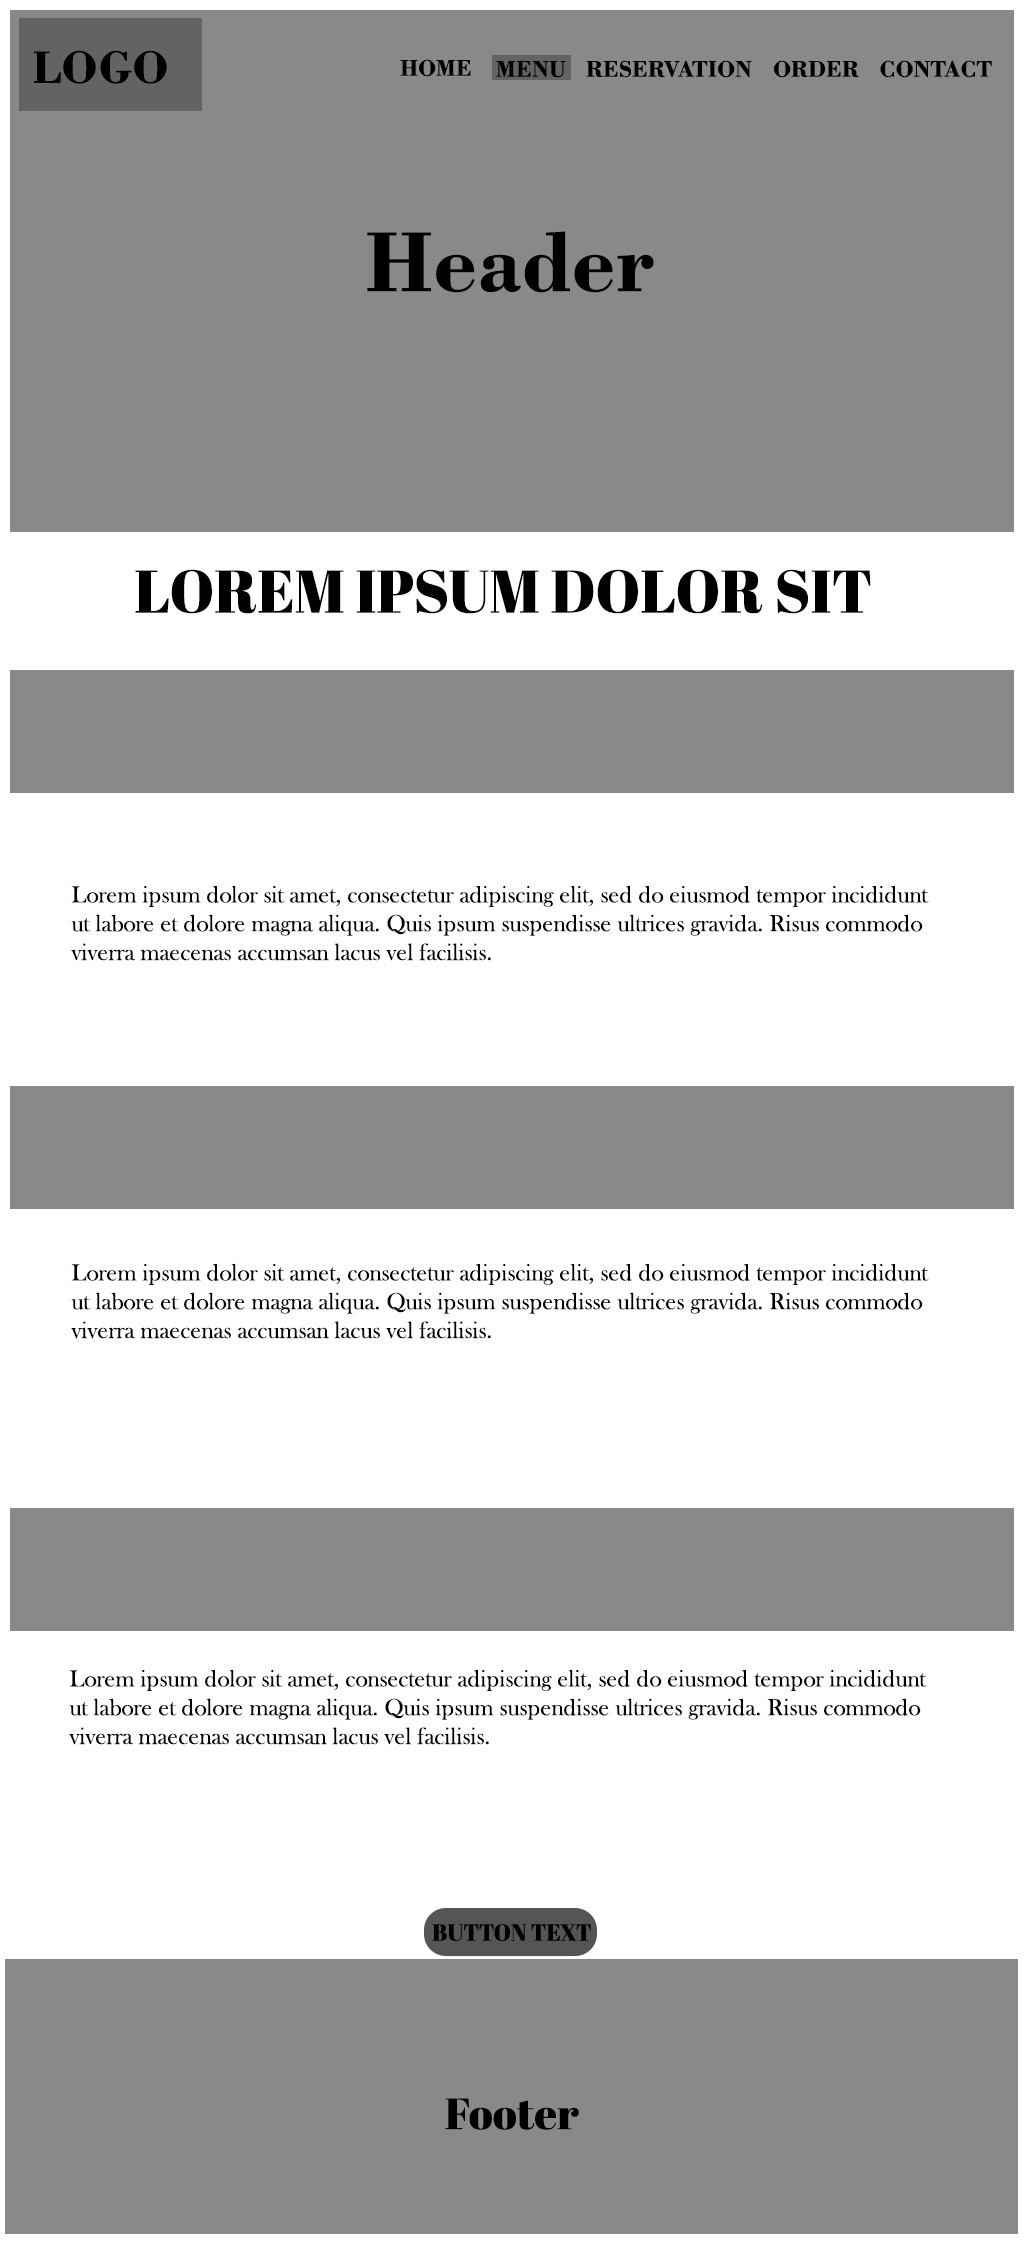 LOGO
HOME MENU RESERVATION ORDER CONTACT
Header
LOREM IPSUM DOLOR SIT
Lorem ipsum dolor sit amet, consectetur adipiscing elit, sed do eiusmod tempor incididunt
ut labore et dolore magna aliqua. Quis ipsum suspendisse ultrices gravida. Risus commodo
viverra maecenas accumsan lacus vel facilisis.
Lorem ipsum dolor sit amet, consectetur adipiscing elit, sed do eiusmod tempor incididunt
ut labore et dolore magna aliqua. Quis ipsum suspendisse ultrices gravida. Risus commodo
viverra maecenas accumsan lacus vel facilisis.
Lorem ipsum dolor sit amet, consectetur adipiscing elit, sed do eiusmod tempor incididunt
ut labore et dolore magna aliqua. Quis ipsum suspendisse ultrices gravida. Risus commodo
viverra maecenas accumsan lacus vel facilisis.
BUTTON TEXT
Footer